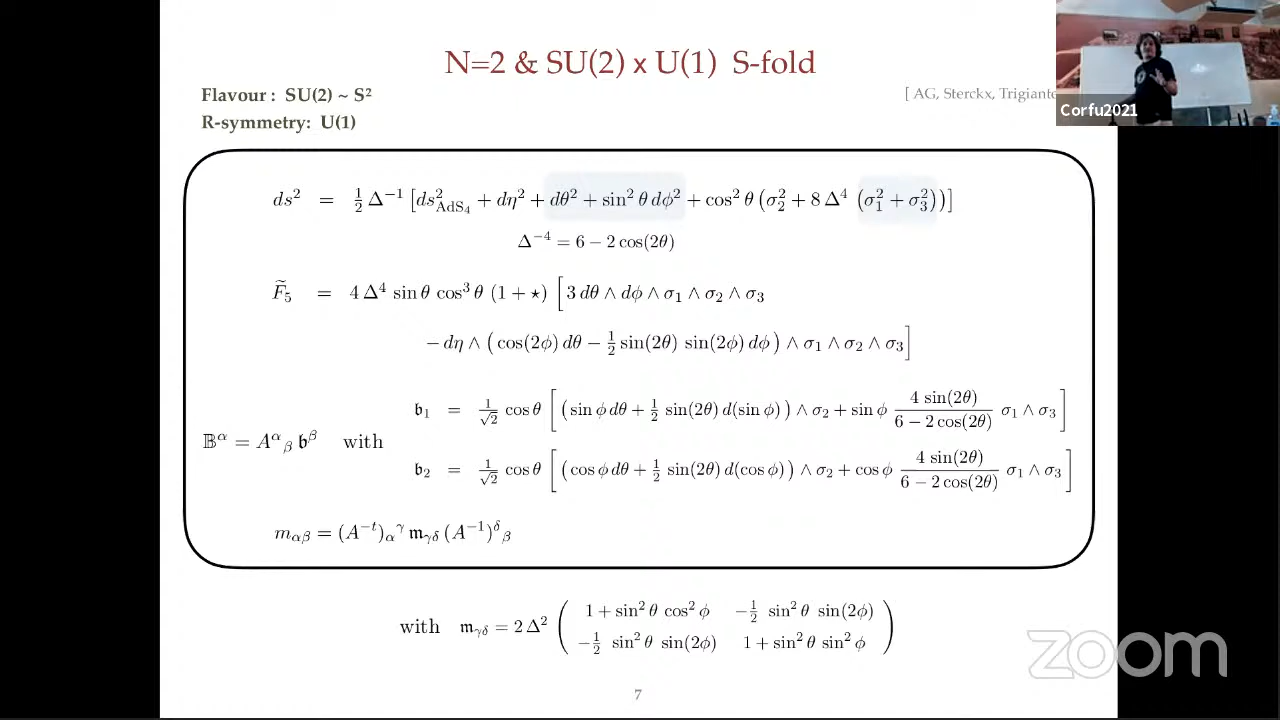 N=2 & SU(2) x U(1) S-fold
Flavour : SU(2) ~ S²
R-symmetry: U(1)
[ AG, Sterckx, Trigiante
Corfu2021
ds² = ½ Δ⁻¹ [ds²_AdS₄ + dη² + dθ² + sin² θ dϕ² + cos² θ (σ₂² + 8 Δ⁴ (σ₁² + σ₃²))]
Δ⁻⁴ = 6 − 2 cos(2θ)
F̃₅ = 4 Δ⁴ sin θ cos³ θ (1 + ⋆) [ 3 dθ ∧ dϕ ∧ σ₁ ∧ σ₂ ∧ σ₃
− dη ∧ ( cos(2ϕ) dθ − ½ sin(2θ) sin(2ϕ) dϕ ) ∧ σ₁ ∧ σ₂ ∧ σ₃ ]
𝔹^α = A^α_β 𝔟^β with
𝔟₁ = 1/√2 cos θ [ ( sin ϕ dθ + ½ sin(2θ) d(sin ϕ) ) ∧ σ₂ + sin ϕ 4 sin(2θ)/(6 − 2 cos(2θ)) σ₁ ∧ σ₃ ]
𝔟₂ = 1/√2 cos θ [ ( cos ϕ dθ + ½ sin(2θ) d(cos ϕ) ) ∧ σ₂ + cos ϕ 4 sin(2θ)/(6 − 2 cos(2θ)) σ₁ ∧ σ₃ ]
m_αβ = (A^−t)_α^γ 𝔪_γδ (A⁻¹)^δ_β
with 𝔪_γδ = 2 Δ² ( 1 + sin² θ cos² ϕ −½ sin² θ sin(2ϕ)
−½ sin² θ sin(2ϕ) 1 + sin² θ sin² ϕ )
zoom
7